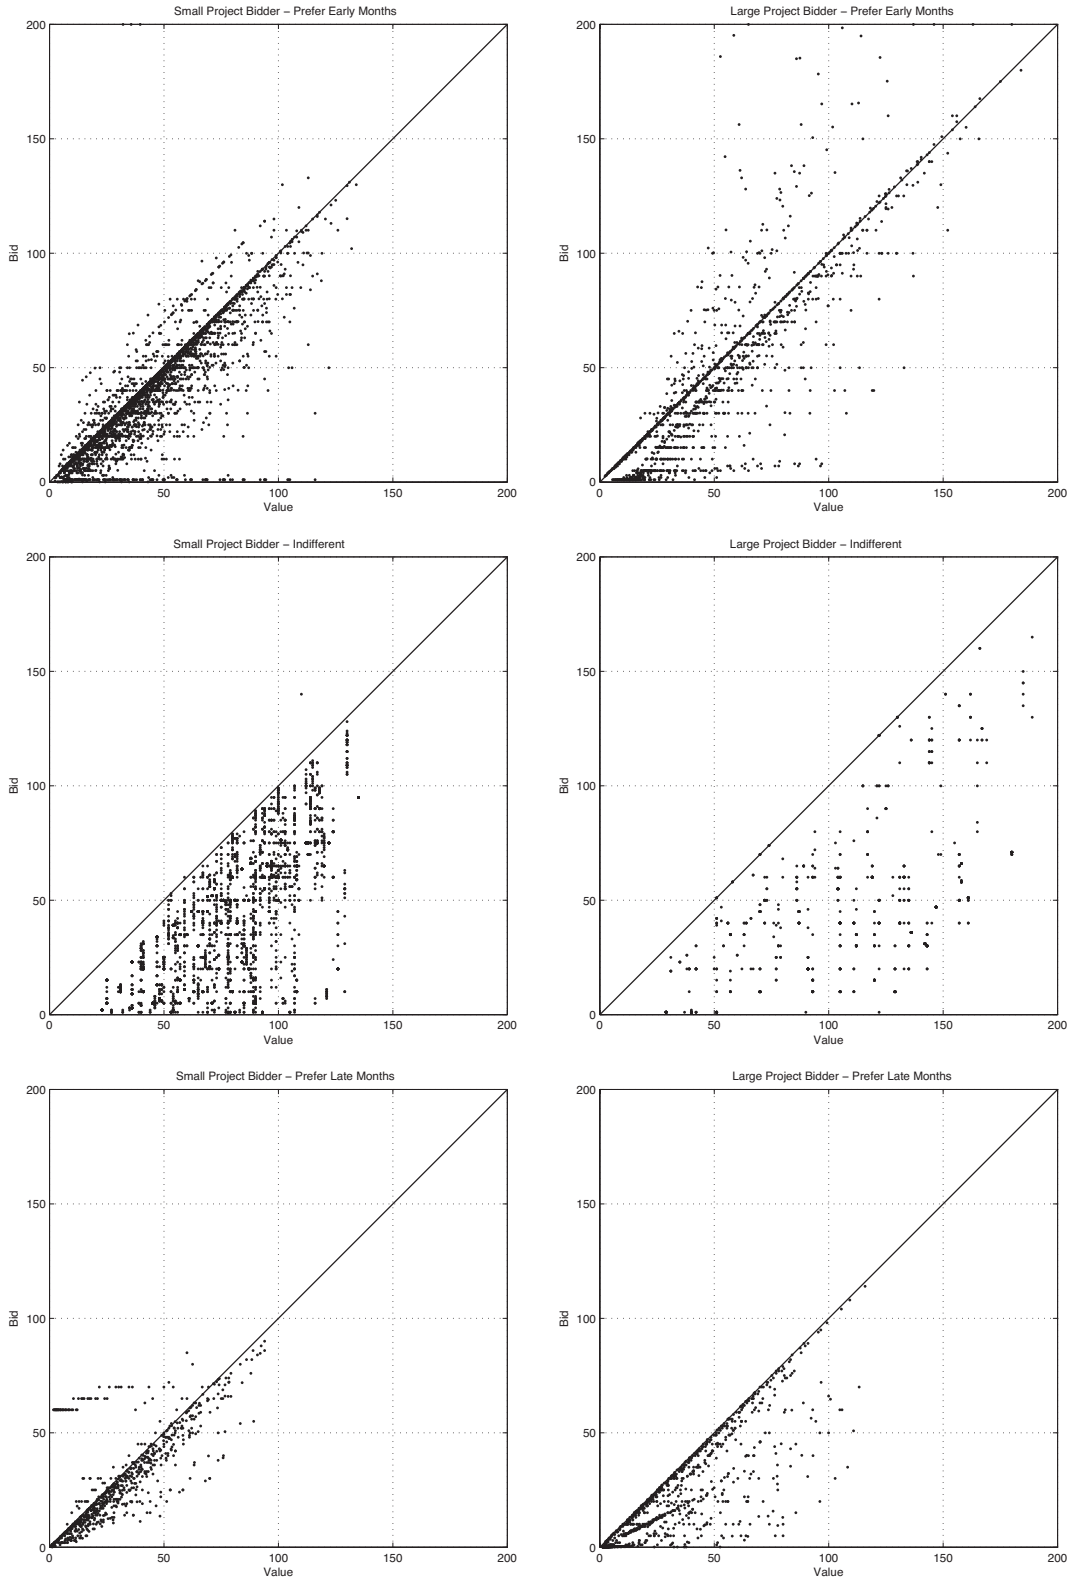 Small Project Bidder – Prefer Early Months
200
150
100
50
0
Bid
0 50 100 150 200
Value
Large Project Bidder – Prefer Early Months
200
150
100
50
0
Bid
0 50 100 150 200
Value
Small Project Bidder – Indifferent
200
150
100
50
0
Bid
0 50 100 150 200
Value
Large Project Bidder – Indifferent
200
150
100
50
0
Bid
0 50 100 150 200
Value
Small Project Bidder – Prefer Late Months
200
150
100
50
0
Bid
0 50 100 150 200
Value
Large Project Bidder – Prefer Late Months
200
150
100
50
0
Bid
0 50 100 150 200
Value